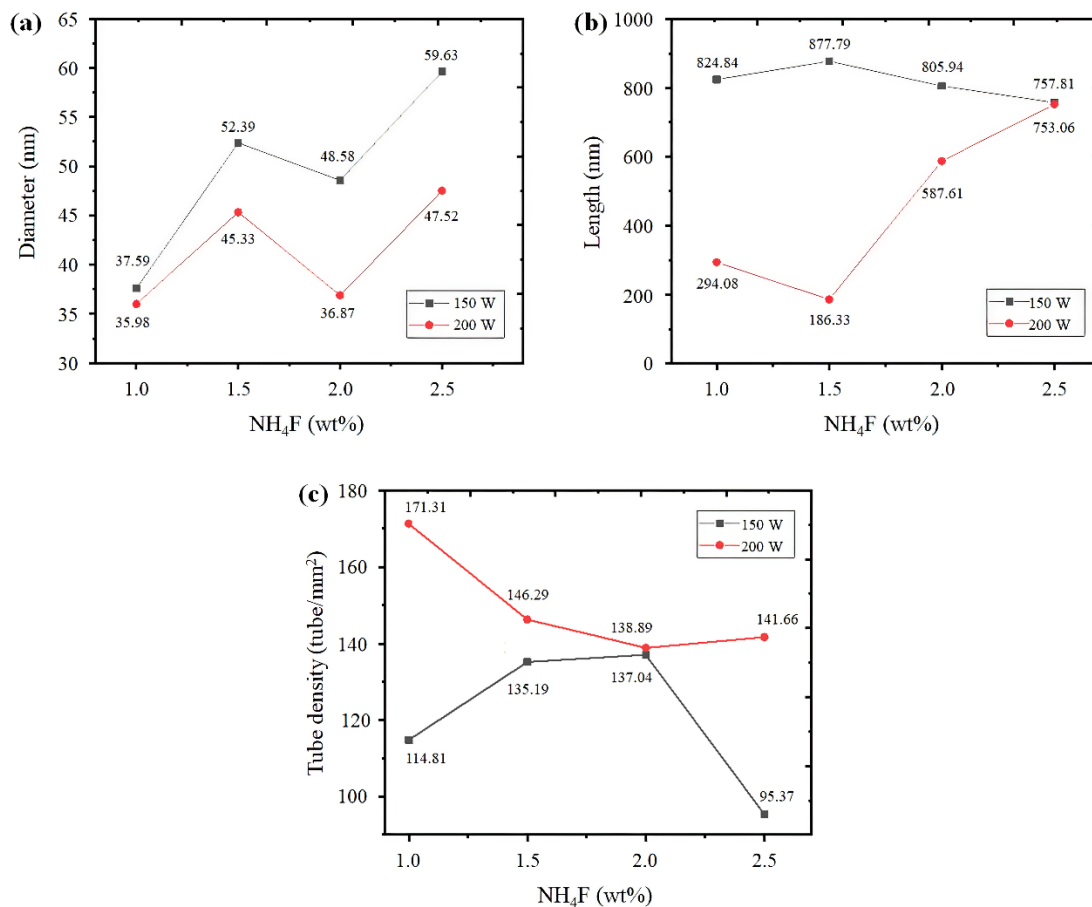 (a)
65
60
55
50
45
40
35
30
Diameter (nm)
37.59
52.39
48.58
59.63
35.98
45.33
36.87
47.52
150 W
200 W
1.0 1.5 2.0 2.5
NH₄F (wt%)
(b)
1000
800
600
400
200
0
Length (nm)
824.84
877.79
805.94
757.81
294.08
186.33
587.61
753.06
150 W
200 W
1.0 1.5 2.0 2.5
NH₄F (wt%)
(c)
180
160
140
120
100
Tube density (tube/mm²)
171.31
146.29
138.89
141.66
114.81
135.19
137.04
95.37
150 W
200 W
1.0 1.5 2.0 2.5
NH₄F (wt%)